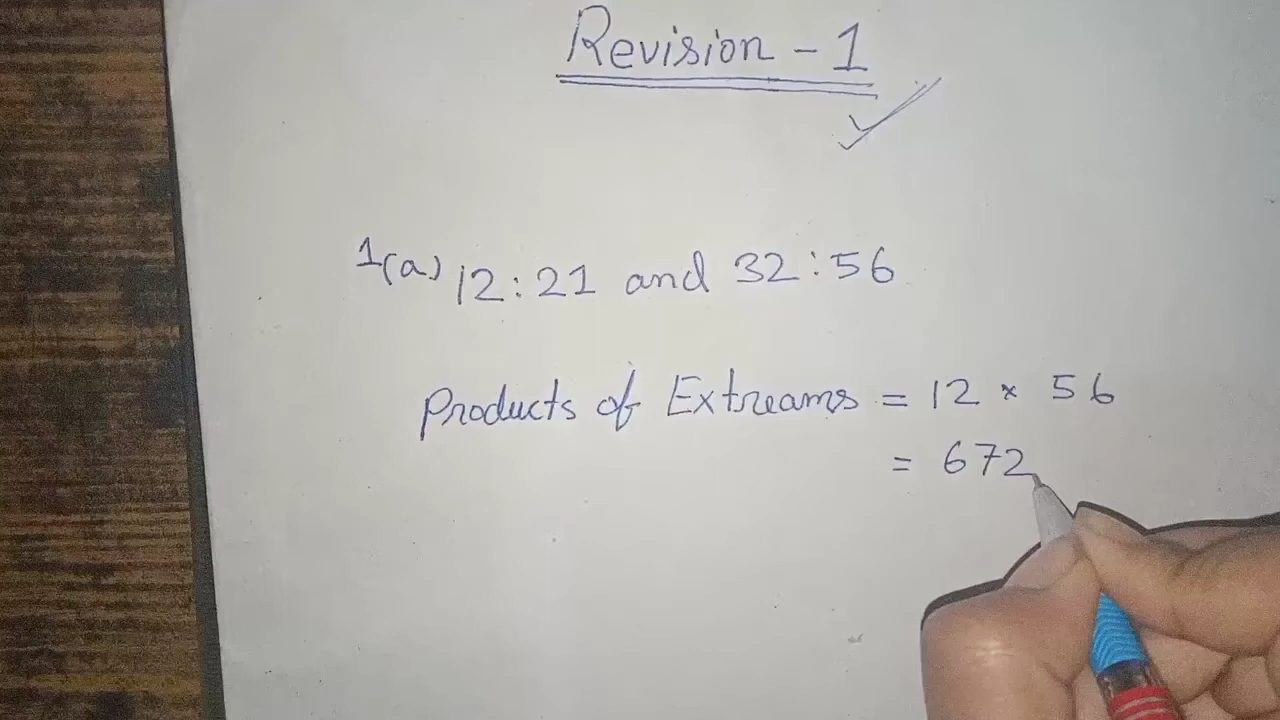 Revision - 1
1(a) 12:21 and 32:56
Products of Extreams = 12 × 56
= 672